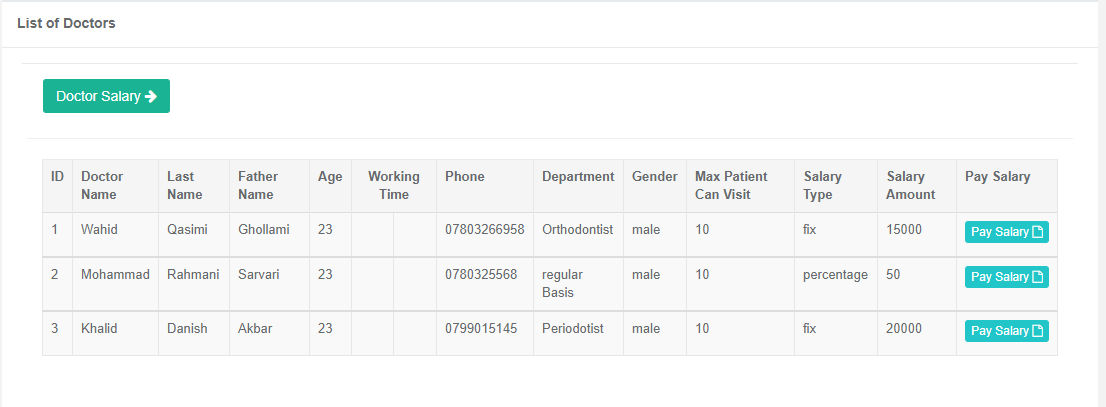 List of Doctors
Doctor Salary
ID Doctor Name Last Name Father Name Age Working Time Phone Department Gender Max Patient Can Visit Salary Type Salary Amount Pay Salary
1 Wahid Qasimi Ghollami 23 07803266958 Orthodontist male 10 fix 15000 Pay Salary
2 Mohammad Rahmani Sarvari 23 0780325568 regular Basis male 10 percentage 50 Pay Salary
3 Khalid Danish Akbar 23 0799015145 Periodotist male 10 fix 20000 Pay Salary